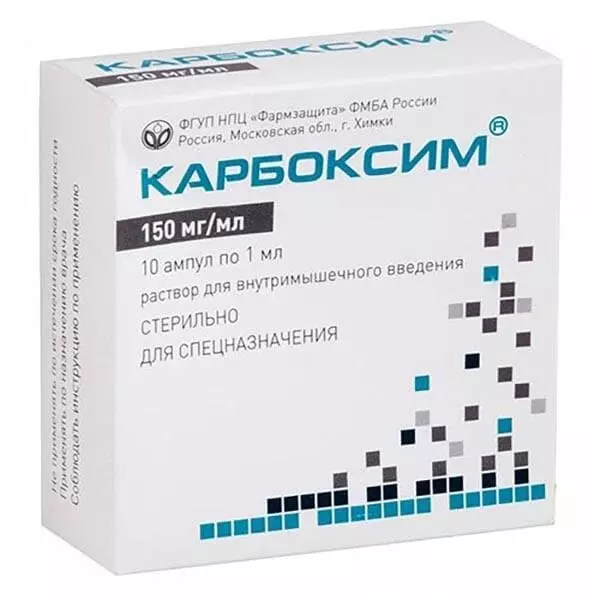 КАРБОКСИМ®
150 мг/мл
ФГУП НПЦ «Фармзащита» ФМБА России
Россия, Московская обл., г. Химки
КАРБОКСИМ®
150 мг/мл
10 ампул по 1 мл
раствор для внутримышечного введения
СТЕРИЛЬНО
ДЛЯ СПЕЦНАЗНАЧЕНИЯ
Не применять по истечении срока годности
Применять по назначению врача
Соблюдать инструкцию по применению